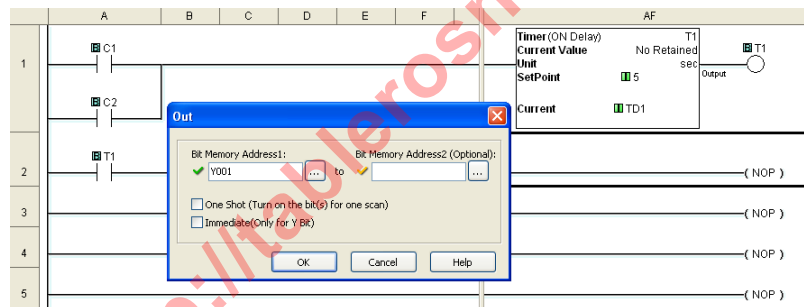 A B C D E F AF
Timer(ON Delay) T1
Current Value No Retained
Unit sec
SetPoint 5
Current TD1
Output
B T1
1
B C1
B C2
Out
Bit Memory Address1: Bit Memory Address2 (Optional):
Y001 ... to ...
One Shot (Turn on the bit(s) for one scan)
Immediate(Only for Y Bit)
OK Cancel Help
2
B T1
( NOP )
3 ( NOP )
4 ( NOP )
5 ( NOP )